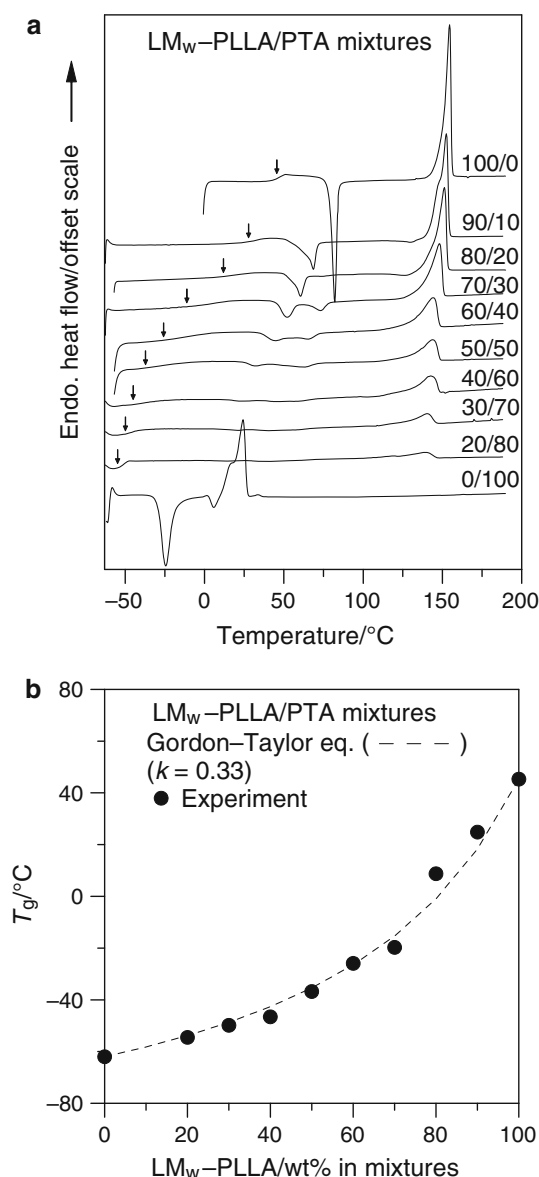 a
LMw–PLLA/PTA mixtures
Endo. heat flow/offset scale
100/0
90/10
80/20
70/30
60/40
50/50
40/60
30/70
20/80
0/100
–50 0 50 100 150 200
Temperature/°C
b
LMw–PLLA/PTA mixtures
Gordon–Taylor eq. ( – – – )
(k = 0.33)
Experiment
80
40
0
–40
–80
Tg/°C
0 20 40 60 80 100
LMw–PLLA/wt% in mixtures